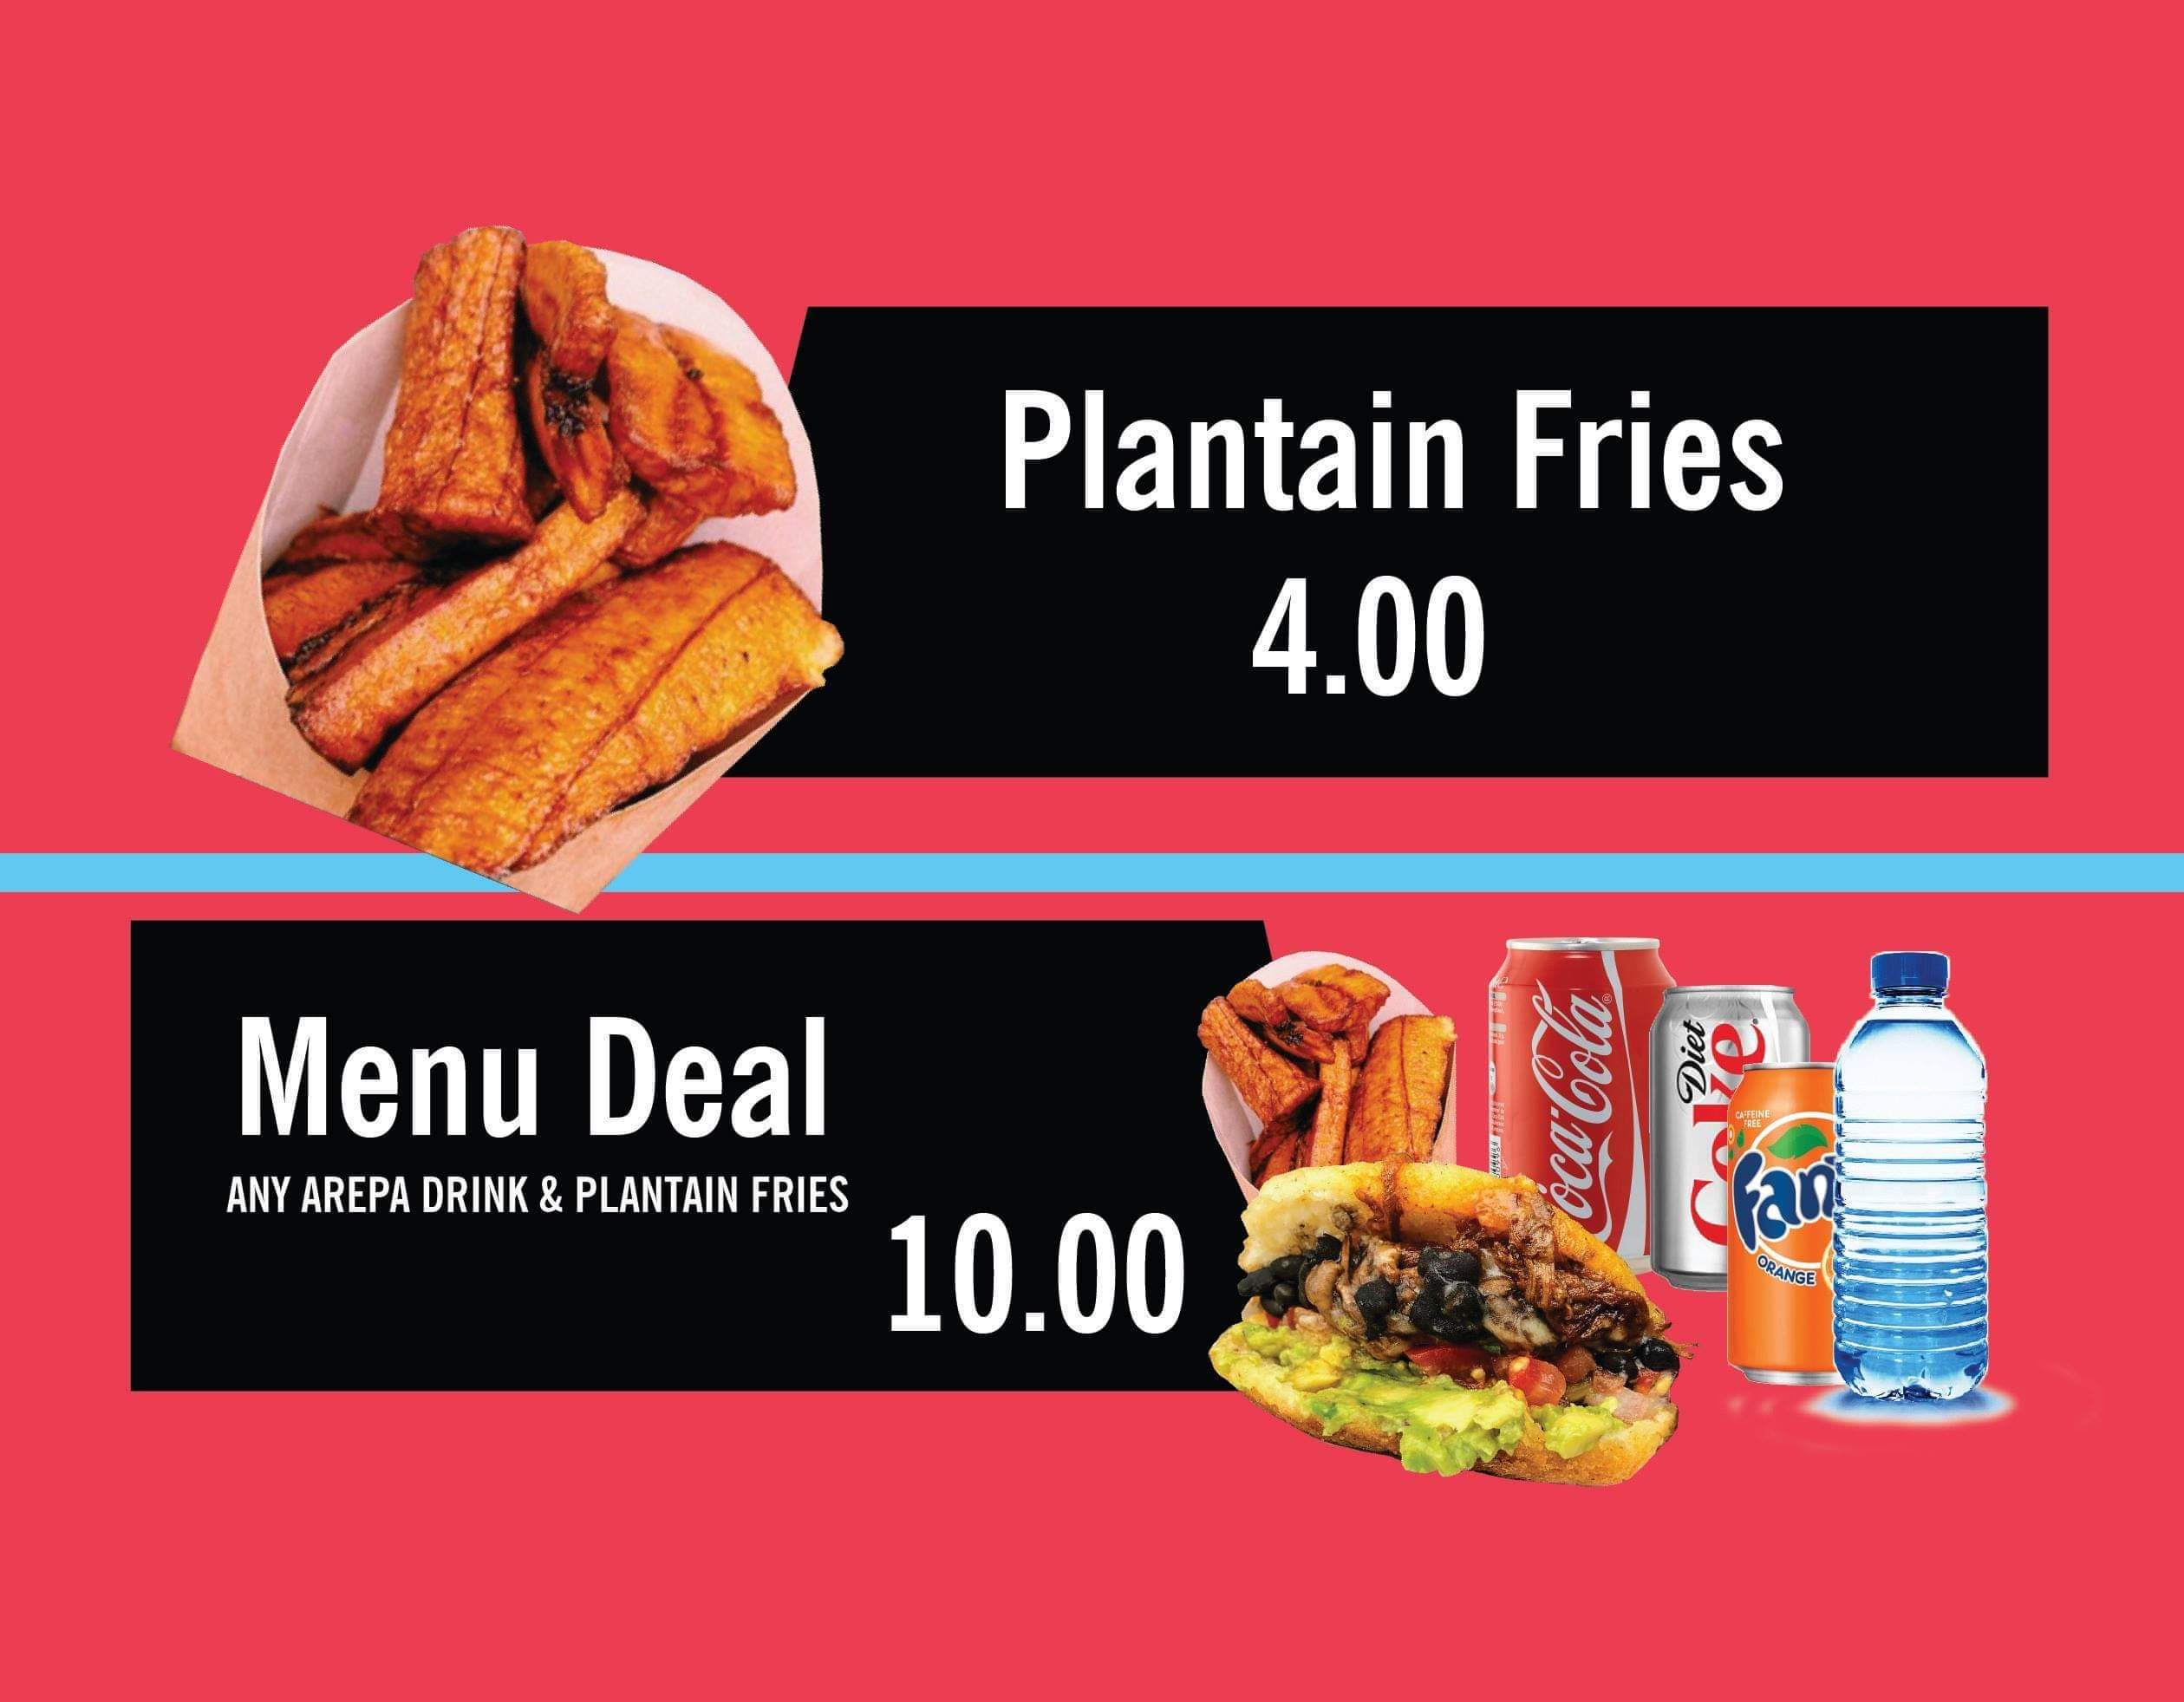 Plantain Fries
4.00
Menu Deal
ANY AREPA DRINK & PLANTAIN FRIES
10.00
Coca-Cola
Diet
Coke
CAFFEINE
FREE
ORANGE